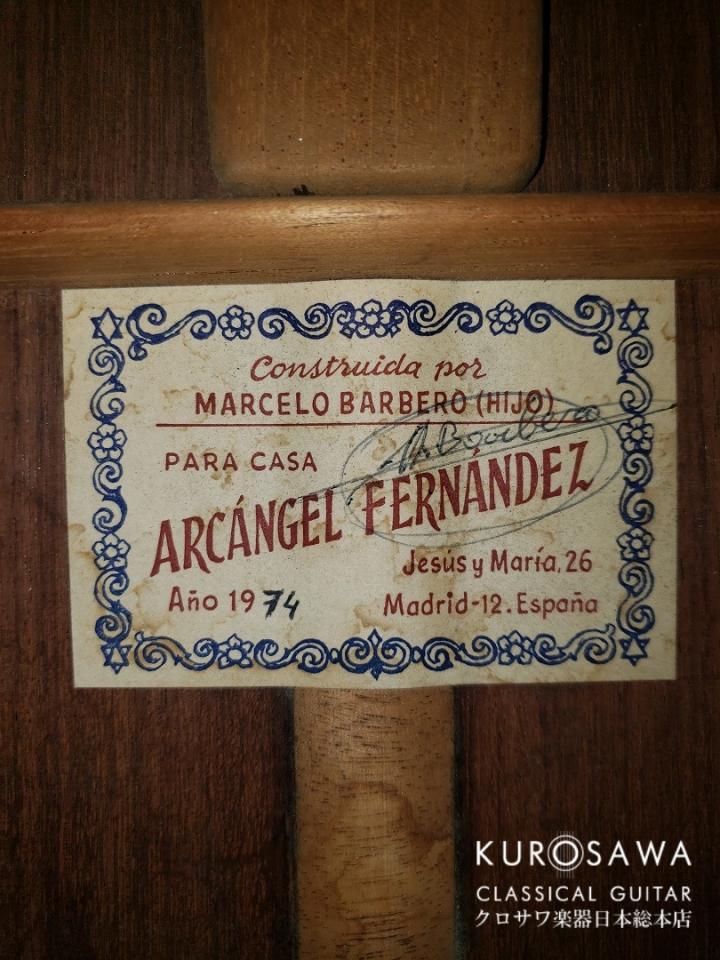 Construida por
MARCELO BARBERO (HIJO)
M Barbero
PARA CASA
ARCÁNGEL FERNÁNDEZ
Jesús y María, 26
Año 1974
Madrid-12. España
KUROSAWA
CLASSICAL GUITAR
クロサワ楽器日本総本店